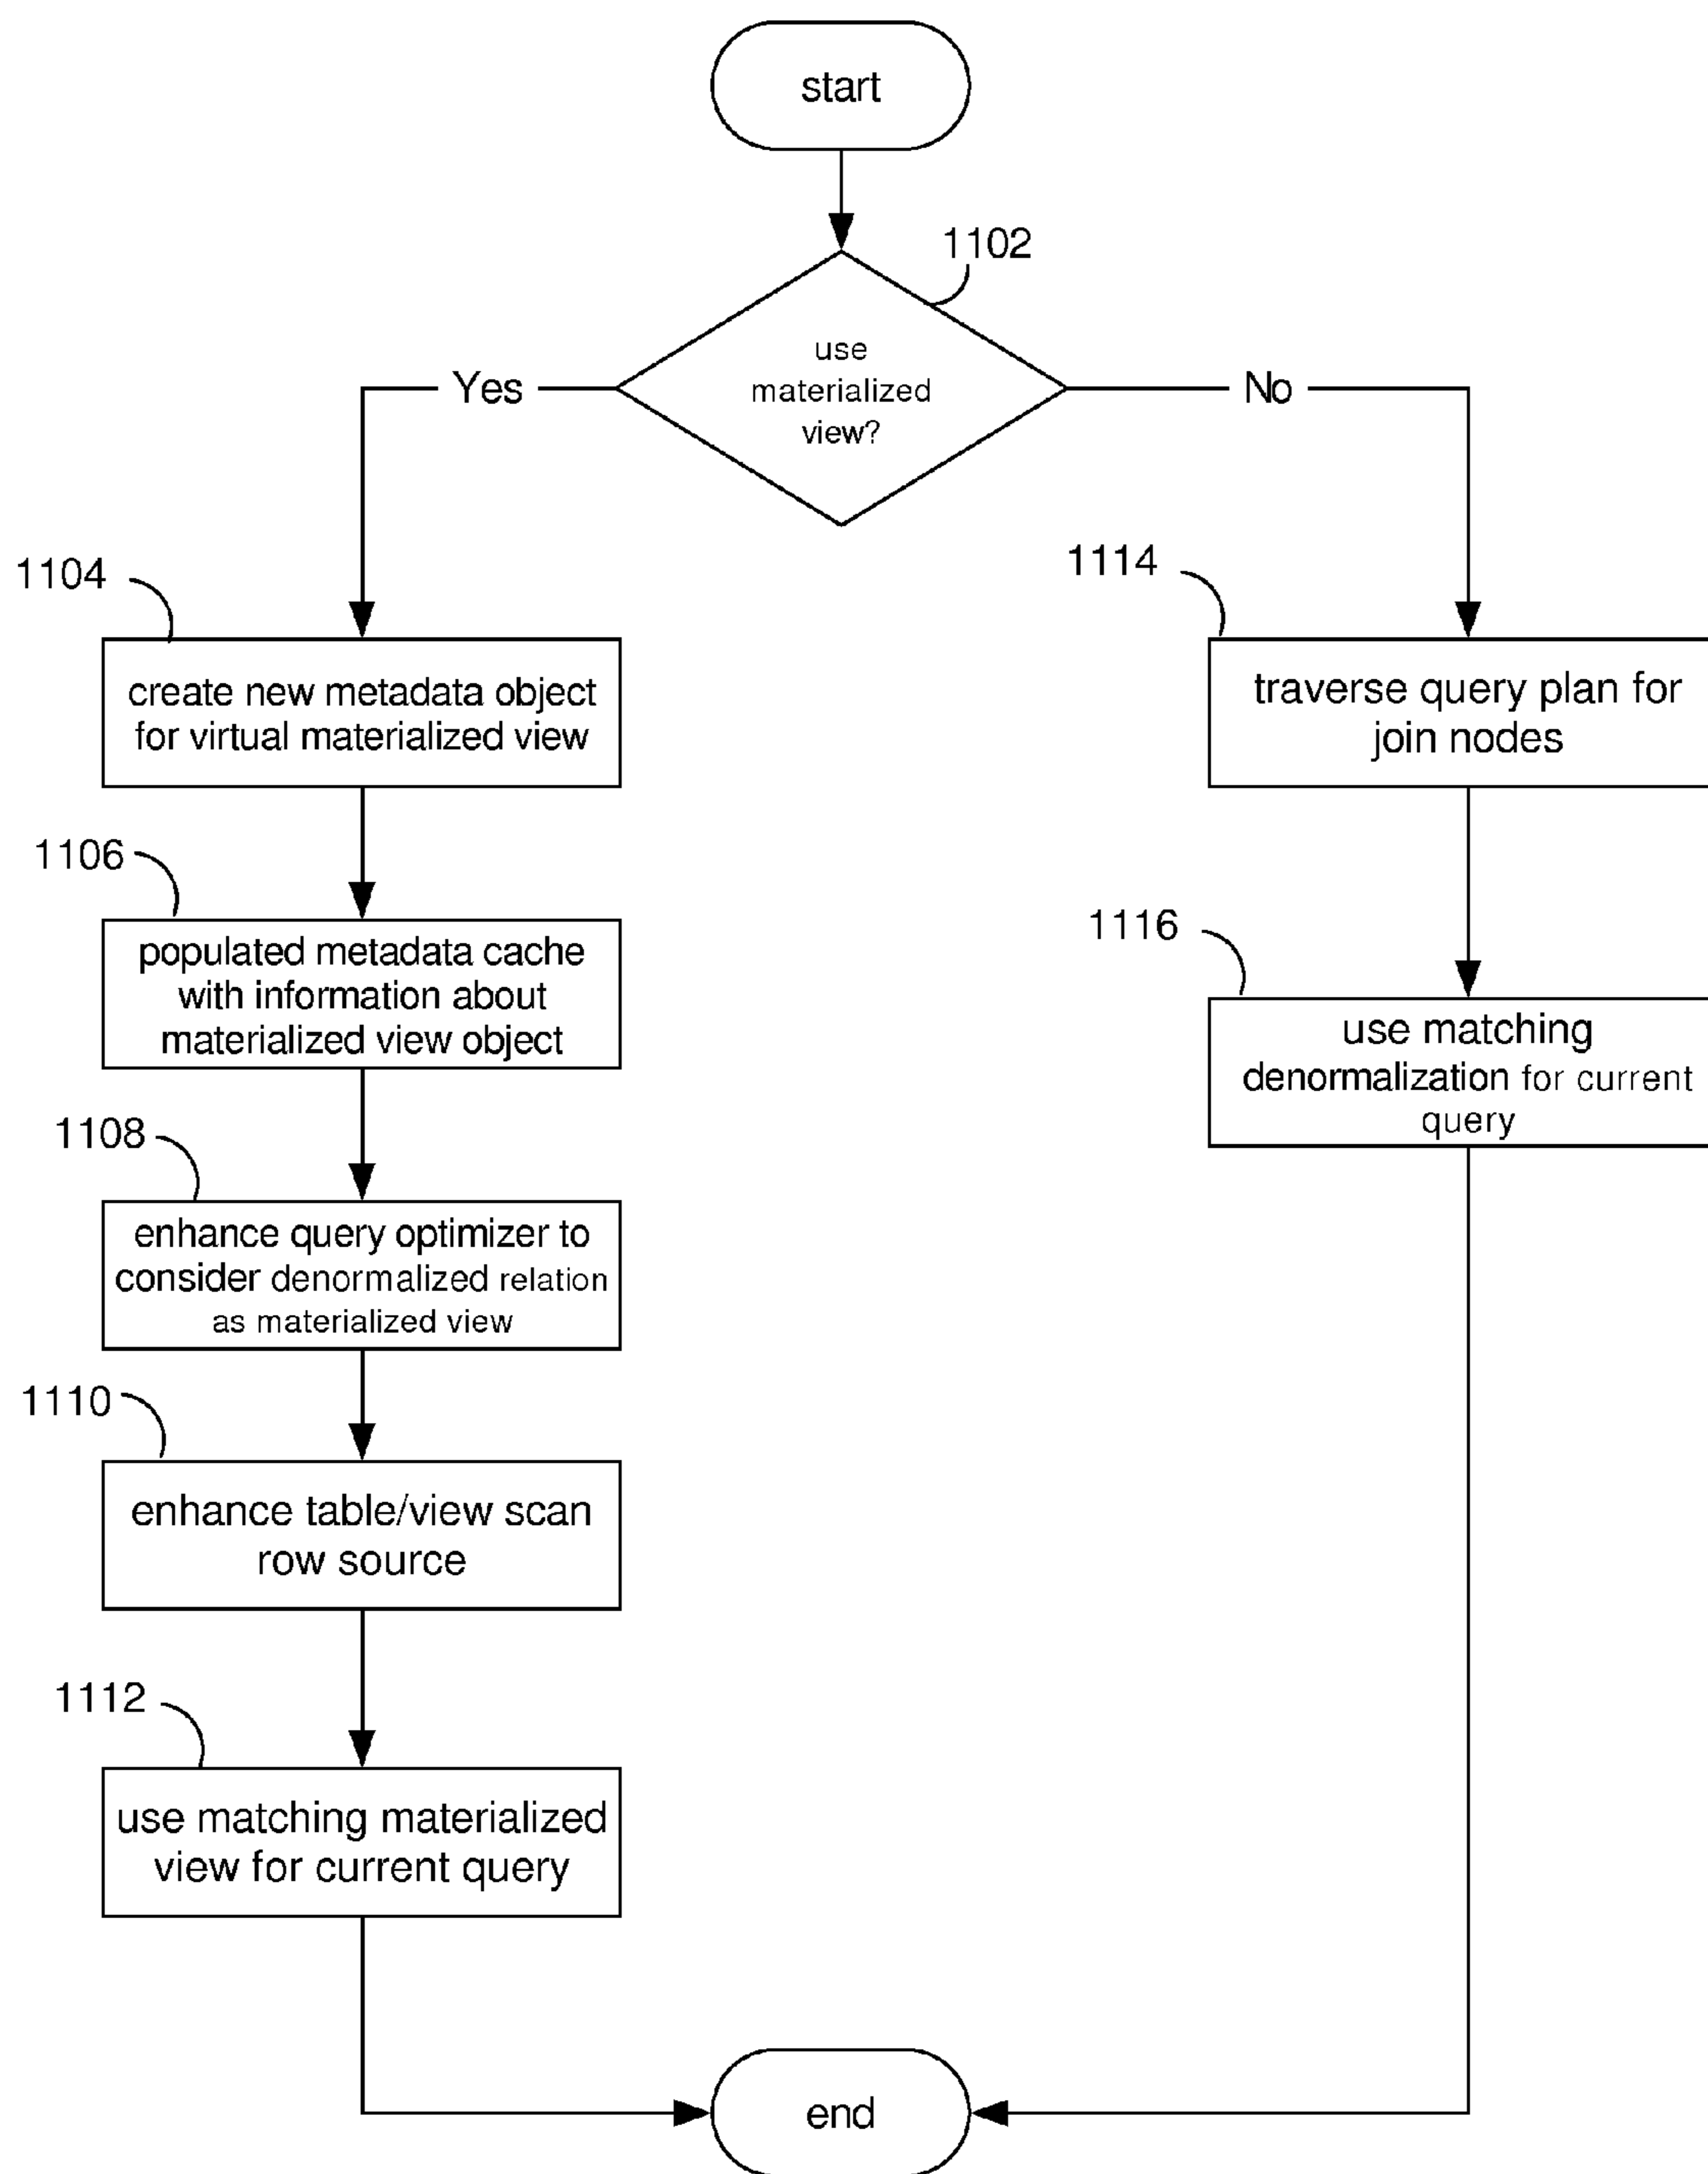 start
1102
use
materialized
view?
Yes
No
1104
create new metadata object
for virtual materialized view
1106
populated metadata cache
with information about
materialized view object
1108
enhance query optimizer to
consider denormalized relation
as materialized view
1110
enhance table/view scan
row source
1112
use matching materialized
view for current query
1114
traverse query plan for
join nodes
1116
use matching
denormalization for current
query
end